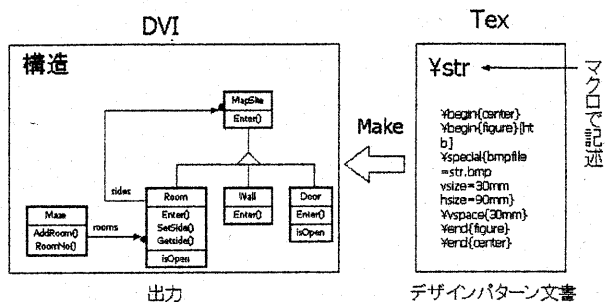 DVI
構造
MapSite
Enter()
sides
Room
Enter()
SetSide()
Getside()
isOpen
Wall
Enter()
Door
Enter()
isOpen
Maze
AddRoom()
RoomNo()
rooms
出力
Make
Tex
¥str
マクロで記述
¥begin{center}
¥begin{figure}[ht
b]
¥special{bmpfile
=str.bmp
vsize=30mm
hsize=90mm}
¥vspace{30mm}
¥end{figure}
¥end{center}
デザインパターン文書